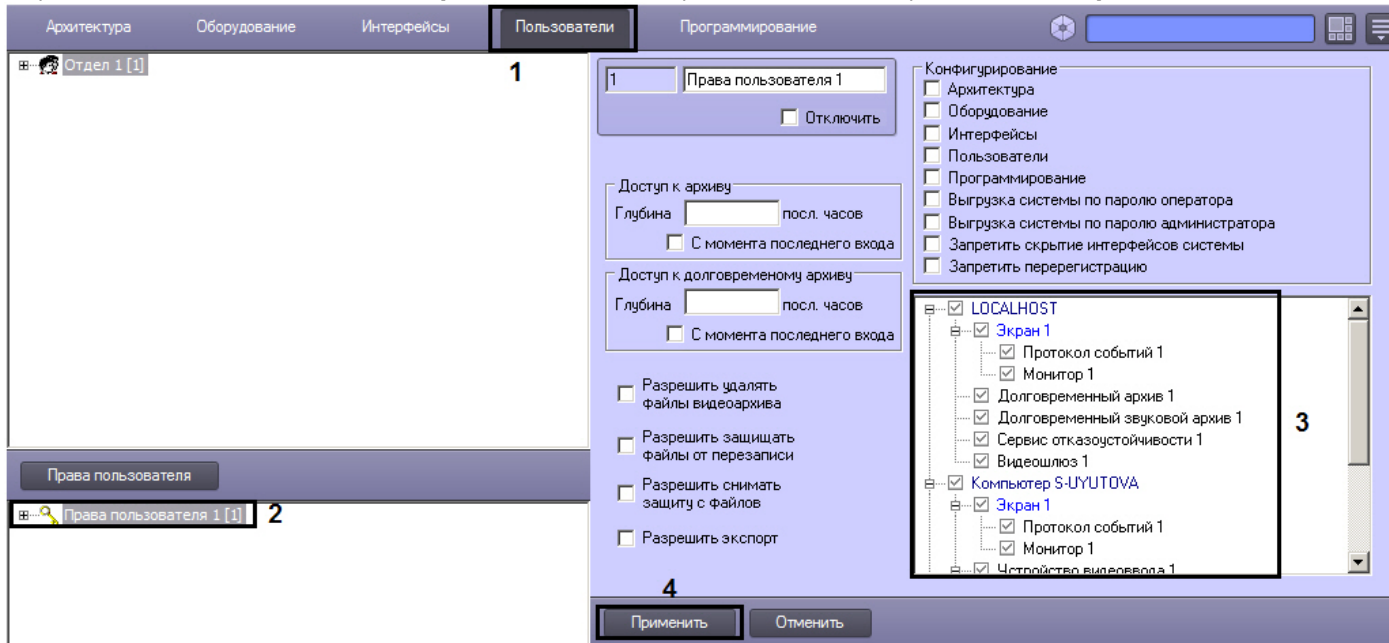 Архитектура Оборудование Интерфейсы Пользователи Программирование
1
Отдел 1 [1]
Права пользователя
Права пользователя 1 [1] 2
1 Права пользователя 1
Отключить
Доступ к архиву
Глубина посл. часов
С момента последнего входа
Доступ к долговременому архиву
Глубина посл. часов
С момента последнего входа
Разрешить удалять
файлы видеоархива
Разрешить защищать
файлы от перезаписи
Разрешить снимать
защиту с файлов
Разрешить экспорт
Конфигурирование
Архитектура
Оборудование
Интерфейсы
Пользователи
Программирование
Выгрузка системы по паролю оператора
Выгрузка системы по паролю администратора
Запретить скрытие интерфейсов системы
Запретить перерегистрацию
LOCALHOST
Экран 1
Протокол событий 1
Монитор 1
Долговременный архив 1
Долговременный звуковой архив 1
3
Сервис отказоустойчивости 1
Видеошлюз 1
Компьютер S-UYUTOVA
Экран 1
Протокол событий 1
Монитор 1
Устройство видеоввода 1
4
Применить Отменить